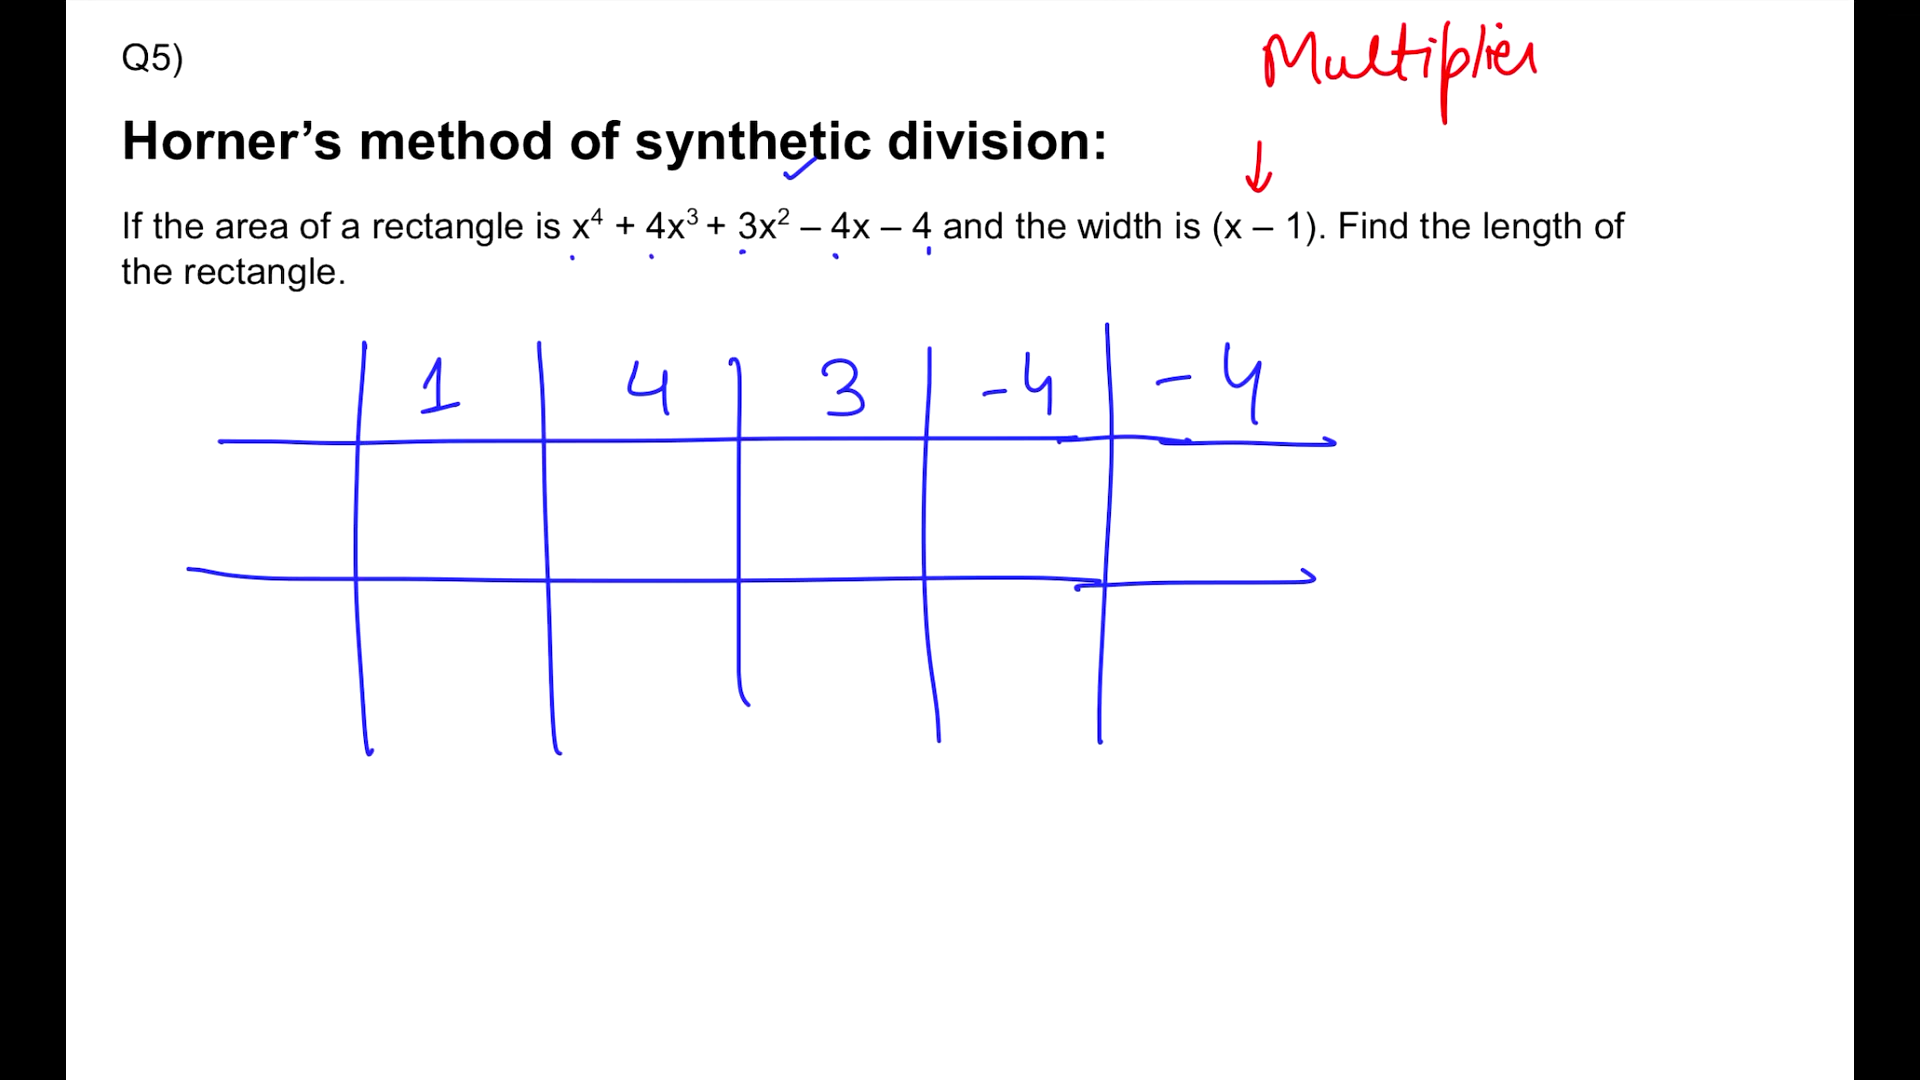 Q5)
Multiplier
Horner’s method of synthetic division:
If the area of a rectangle is x⁴ + 4x³ + 3x² – 4x – 4 and the width is (x – 1). Find the length of
the rectangle.
1 4 3 -4 -4